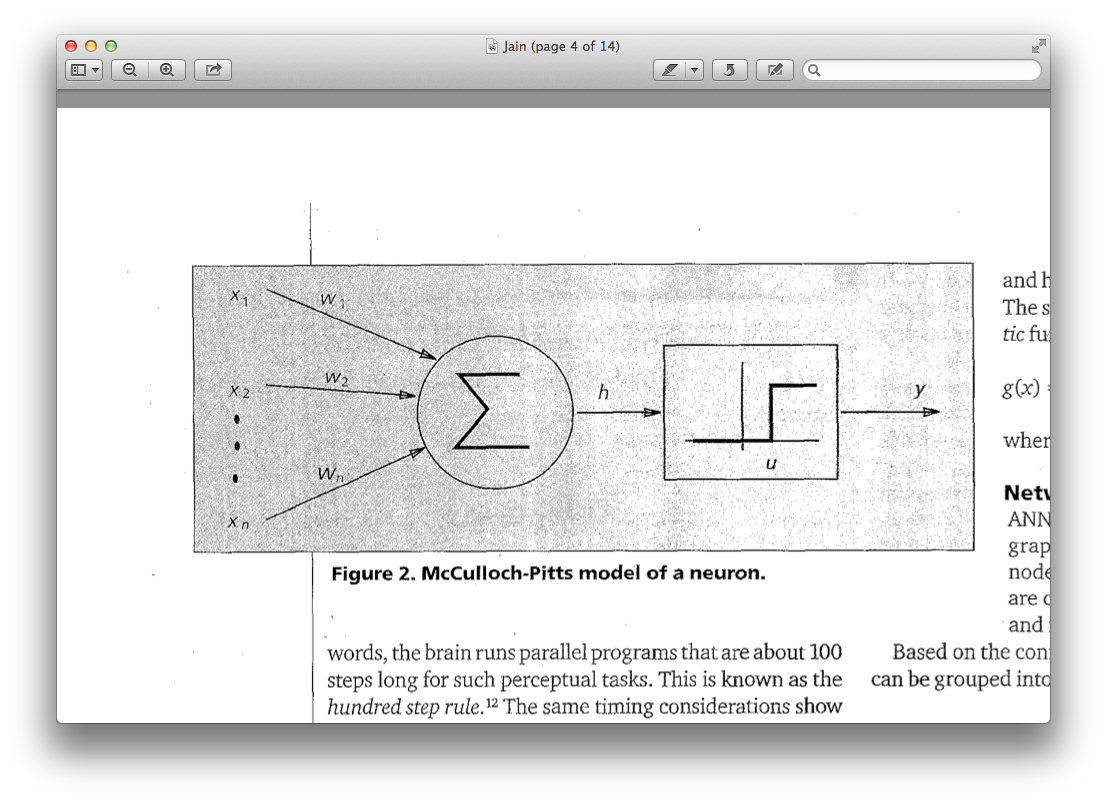 Jain (page 4 of 14)
x1
w1
x2
w2
wn
xn
Σ
h
u
y
Figure 2. McCulloch-Pitts model of a neuron.
words, the brain runs parallel programs that are about 100
steps long for such perceptual tasks. This is known as the
hundred step rule.12 The same timing considerations show
and h
The s
tic fu
g(x) =
wher
Netw
ANN
grap
node
are c
and
Based on the con
can be grouped into